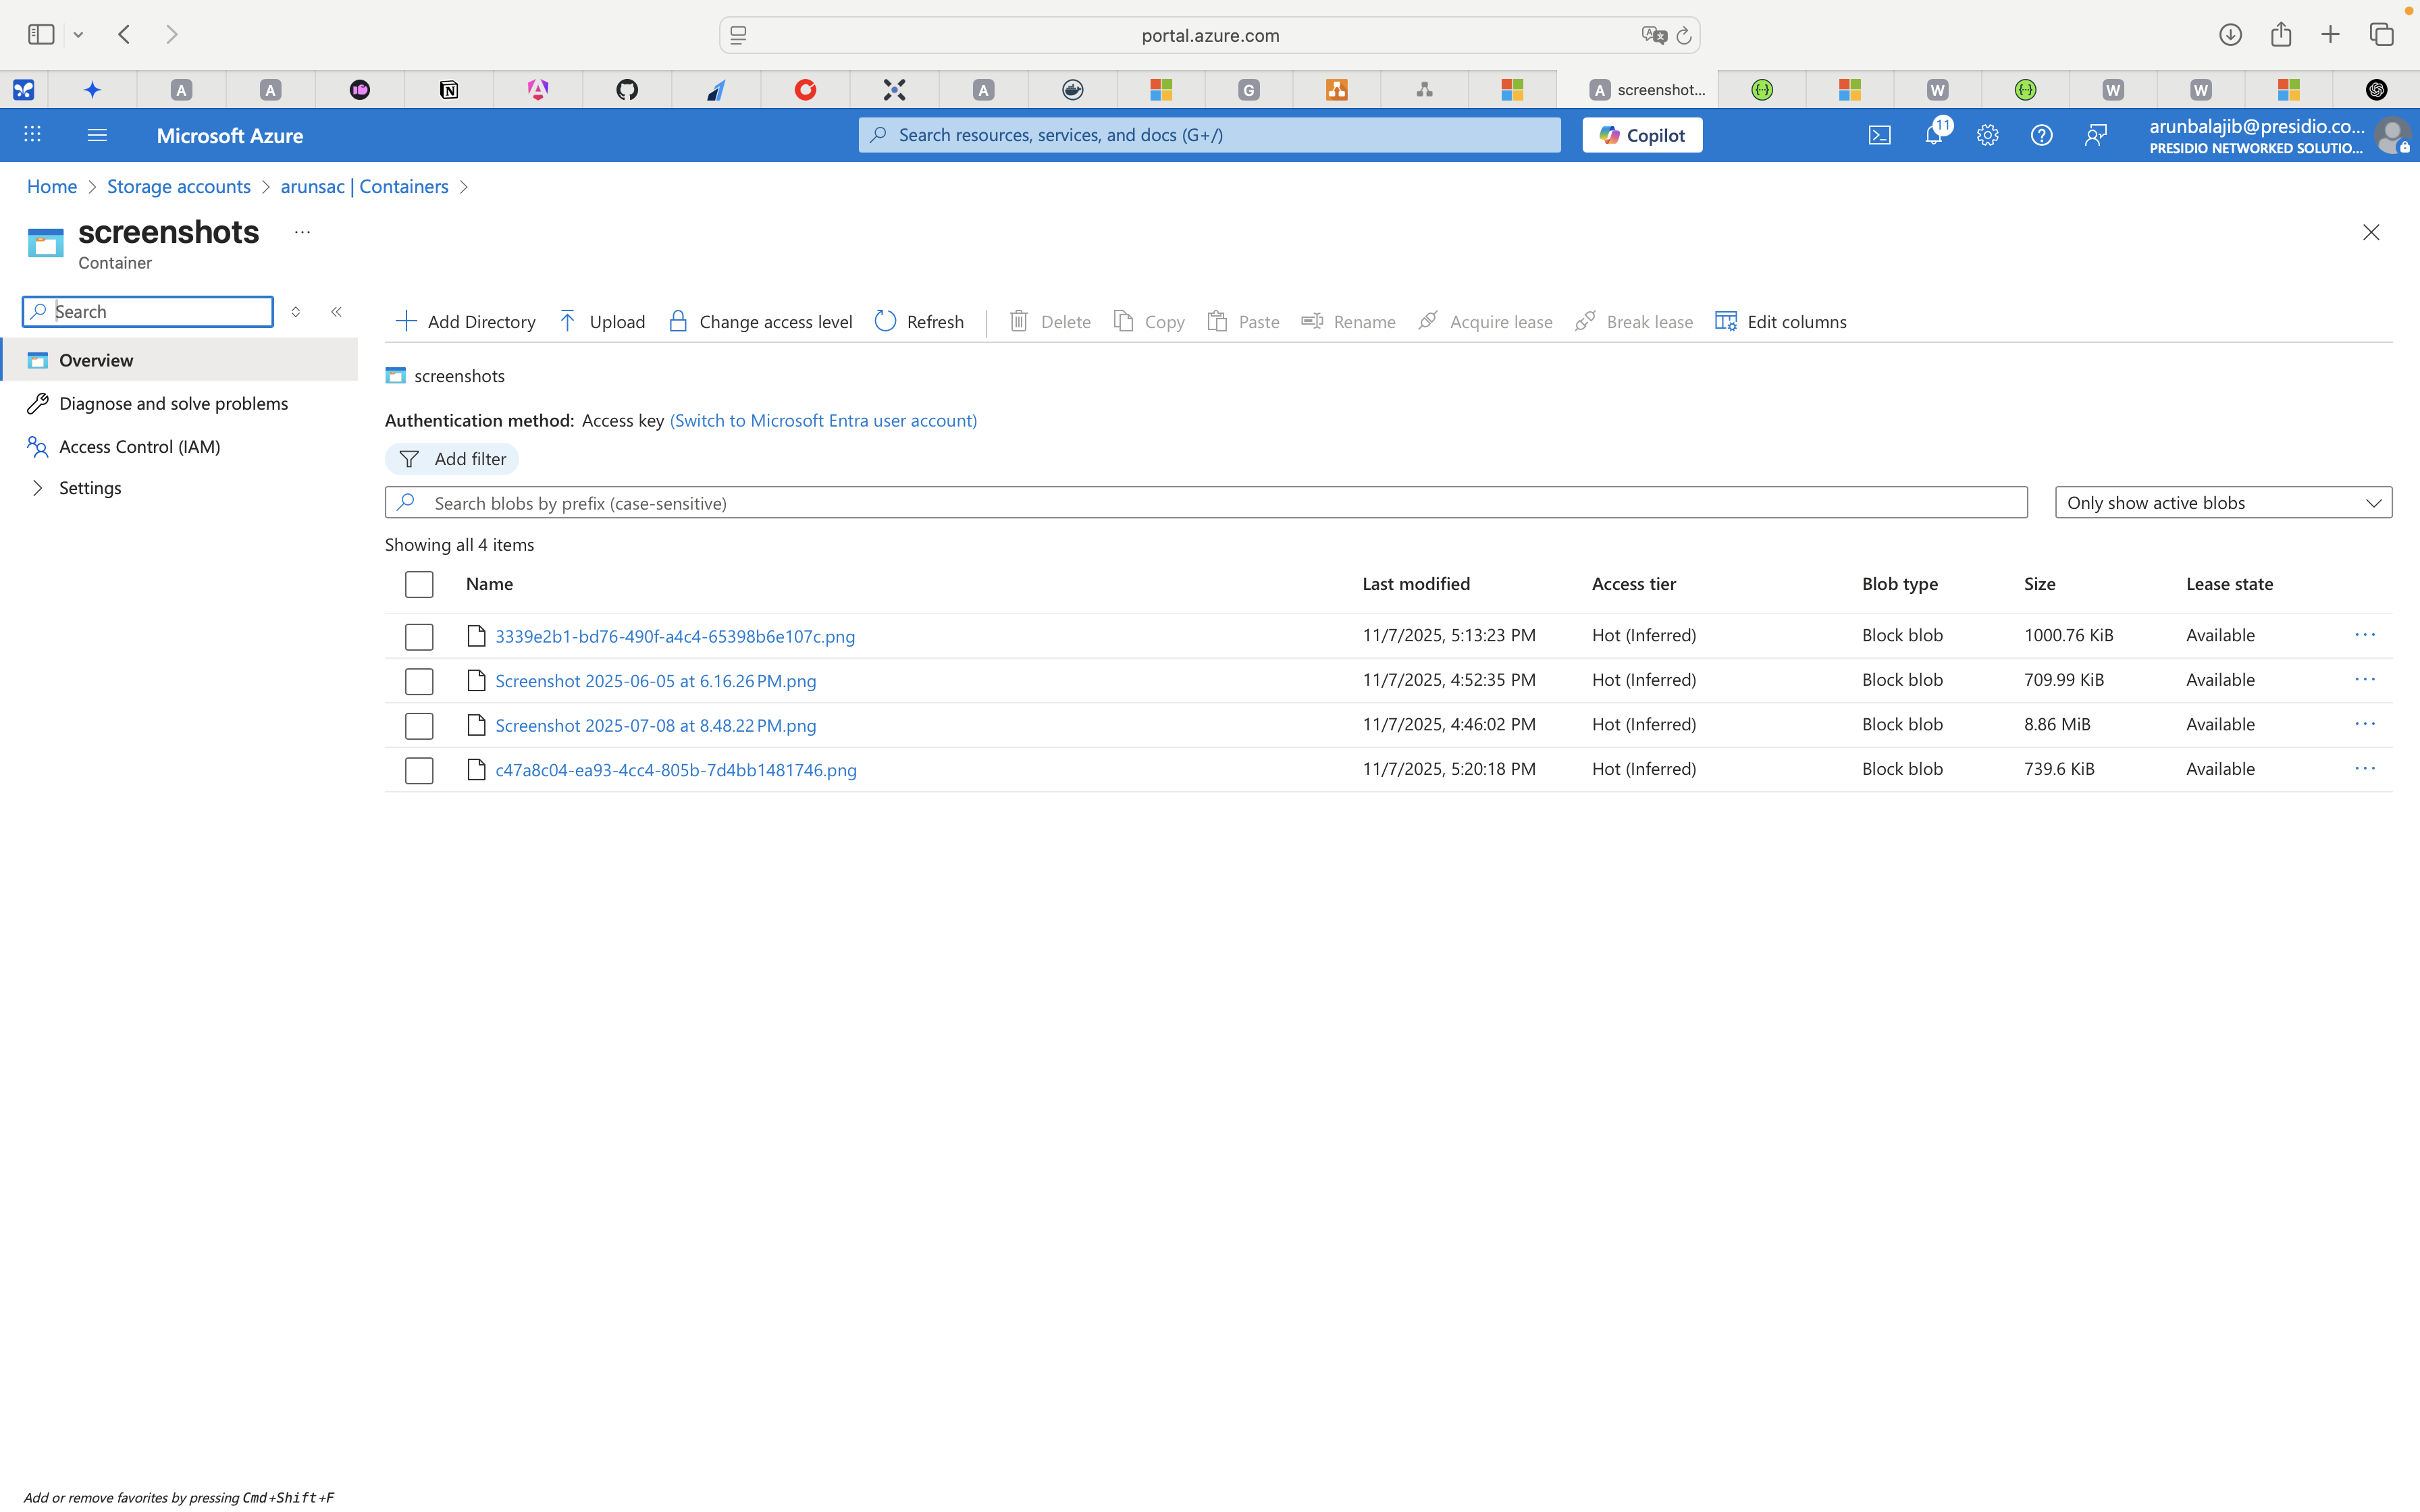 portal.azure.com
A
A
A
G
A screenshot...
W
W
W
Microsoft Azure
Search resources, services, and docs (G+/)
Copilot
11
arunbalajib@presidio.co...
PRESIDIO NETWORKED SOLUTIO...
Home > Storage accounts > arunsac | Containers >
screenshots ...
Container
Search
Overview
Diagnose and solve problems
Access Control (IAM)
Settings
Add Directory Upload Change access level Refresh Delete Copy Paste Rename Acquire lease Break lease Edit columns
screenshots
Authentication method: Access key (Switch to Microsoft Entra user account)
Add filter
Search blobs by prefix (case-sensitive)
Only show active blobs
Showing all 4 items
Name Last modified Access tier Blob type Size Lease state
3339e2b1-bd76-490f-a4c4-65398b6e107c.png 11/7/2025, 5:13:23 PM Hot (Inferred) Block blob 1000.76 KiB Available ...
Screenshot 2025-06-05 at 6.16.26 PM.png 11/7/2025, 4:52:35 PM Hot (Inferred) Block blob 709.99 KiB Available ...
Screenshot 2025-07-08 at 8.48.22 PM.png 11/7/2025, 4:46:02 PM Hot (Inferred) Block blob 8.86 MiB Available ...
c47a8c04-ea93-4cc4-805b-7d4bb1481746.png 11/7/2025, 5:20:18 PM Hot (Inferred) Block blob 739.6 KiB Available ...
Add or remove favorites by pressing Cmd+Shift+F